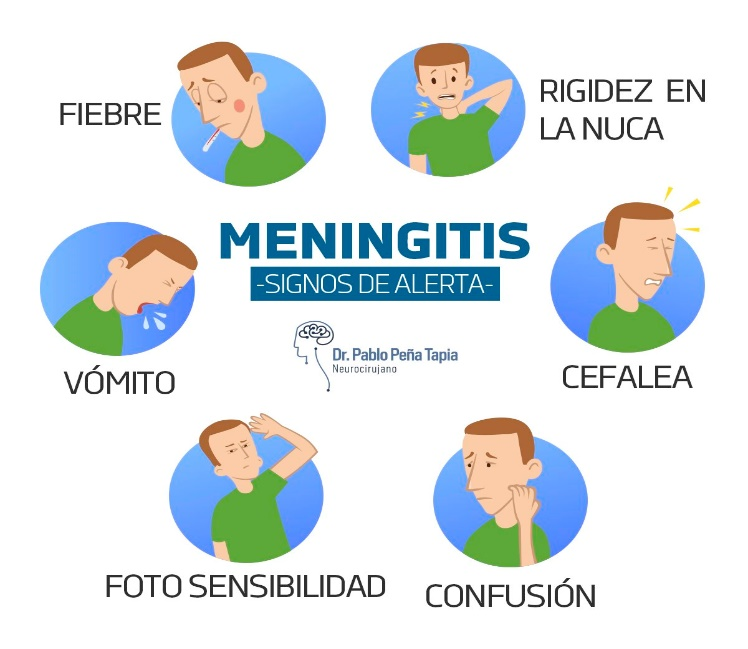 FIEBRE
RIGIDEZ EN
LA NUCA
MENINGITIS
-SIGNOS DE ALERTA-
Dr. Pablo Peña Tapia
Neurocirujano
VÓMITO
CEFALEA
FOTO SENSIBILIDAD
CONFUSIÓN